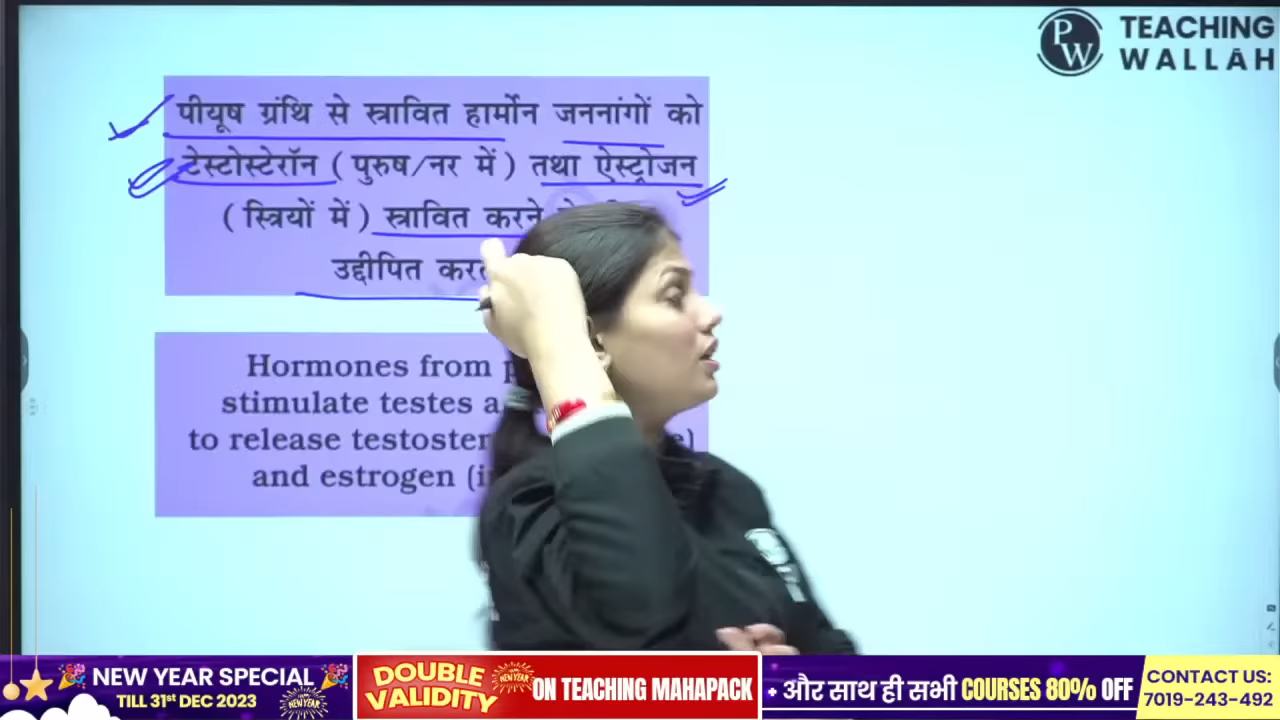 TEACHING
WALLAH
पीयूष ग्रंथि से स्त्रावित हार्मोन जननांगों को
टेस्टोस्टेरॉन (पुरुष/नर में) तथा ऐस्ट्रोजन
(स्त्रियों में) स्त्रावित करने
उद्दीपित
Hormones from
stimulate testes
to release
and estrogen
NEW YEAR SPECIAL
TILL 31st DEC 2023
DOUBLE
VALIDITY
ON TEACHING MAHAPACK
+ और साथ ही सभी COURSES 80% OFF
CONTACT US:
7019-243-492